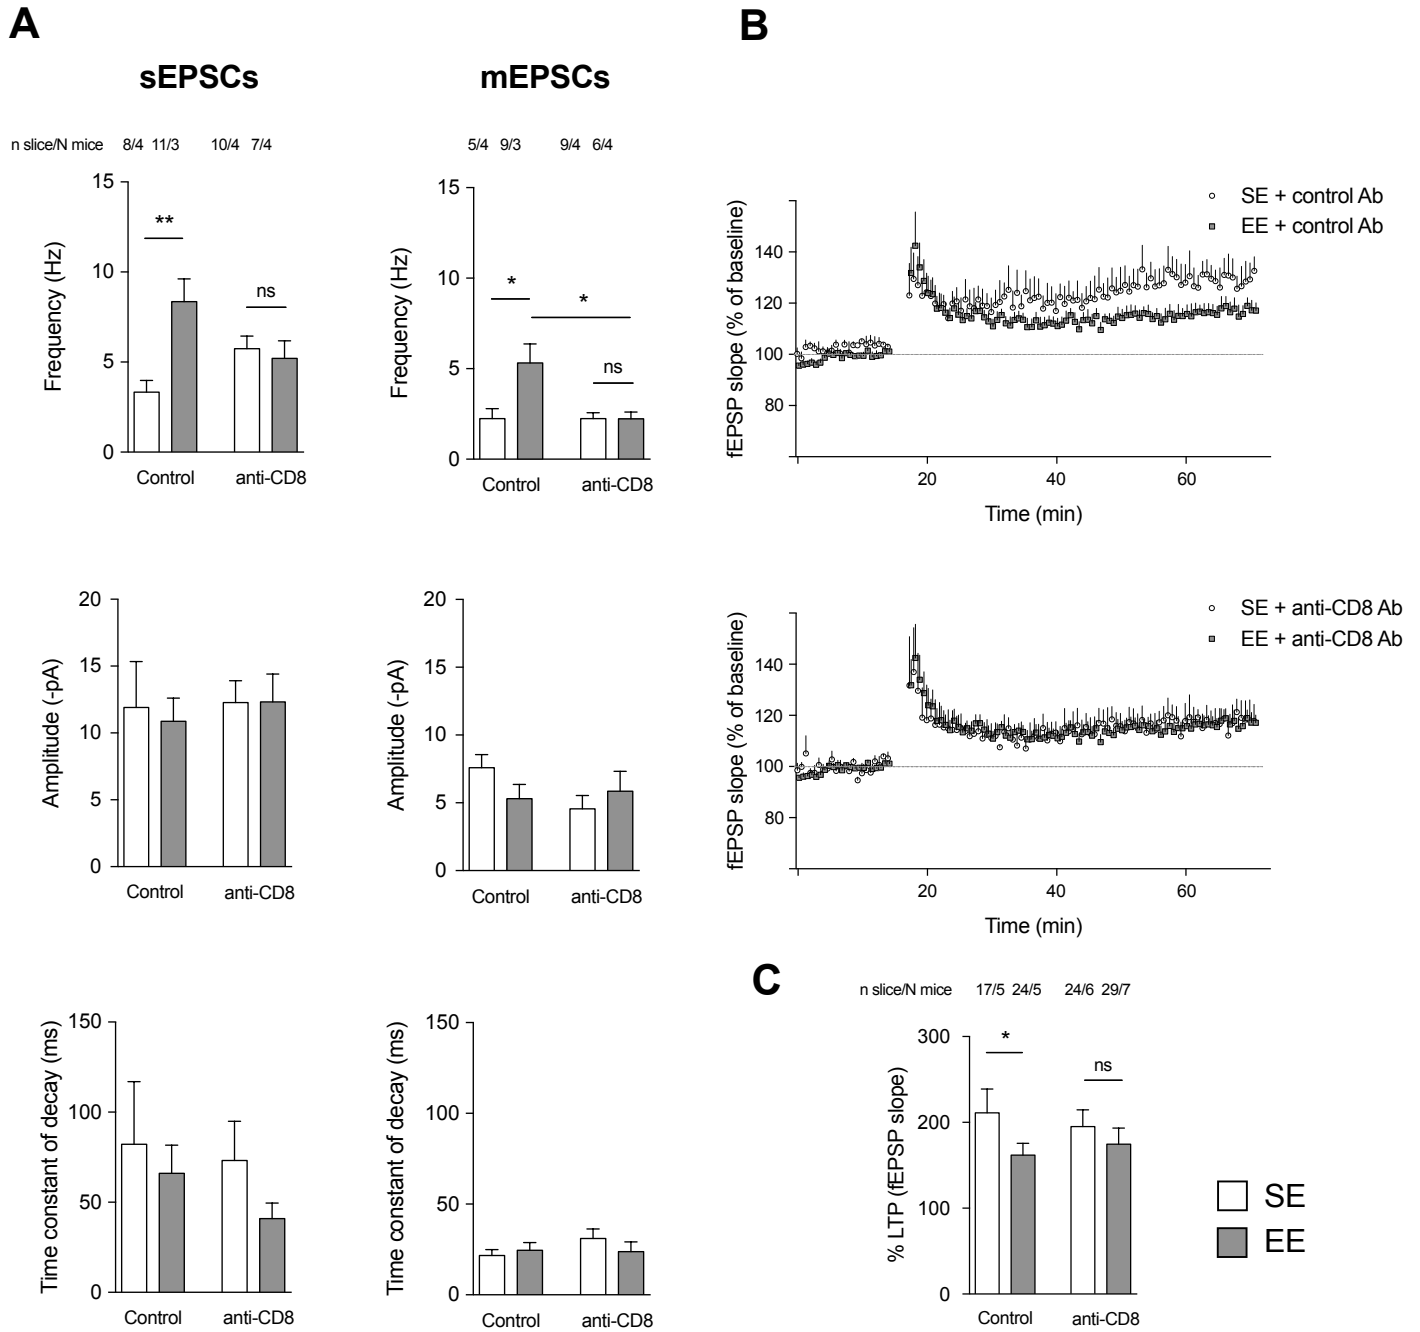 A
B
sEPSCs
mEPSCs
n slice/N mice 8/4 11/3 10/4 7/4
5/4 9/3 9/4 6/4
Frequency (Hz)
15
10
5
0
**
ns
Control
anti-CD8
Frequency (Hz)
15
10
5
0
*
*
ns
Control
anti-CD8
fEPSP slope (% of baseline)
140
120
100
80
20
40
60
Time (min)
SE + control Ab
EE + control Ab
Amplitude (-pA)
20
15
10
5
0
Control
anti-CD8
Amplitude (-pA)
20
15
10
5
0
Control
anti-CD8
fEPSP slope (% of baseline)
140
120
100
80
20
40
60
Time (min)
SE + anti-CD8 Ab
EE + anti-CD8 Ab
Time constant of decay (ms)
150
100
50
0
Control
anti-CD8
Time constant of decay (ms)
150
100
50
0
Control
anti-CD8
C
n slice/N mice 17/5 24/5 24/6 29/7
% LTP (fEPSP slope)
300
200
100
0
*
ns
Control
anti-CD8
SE
EE